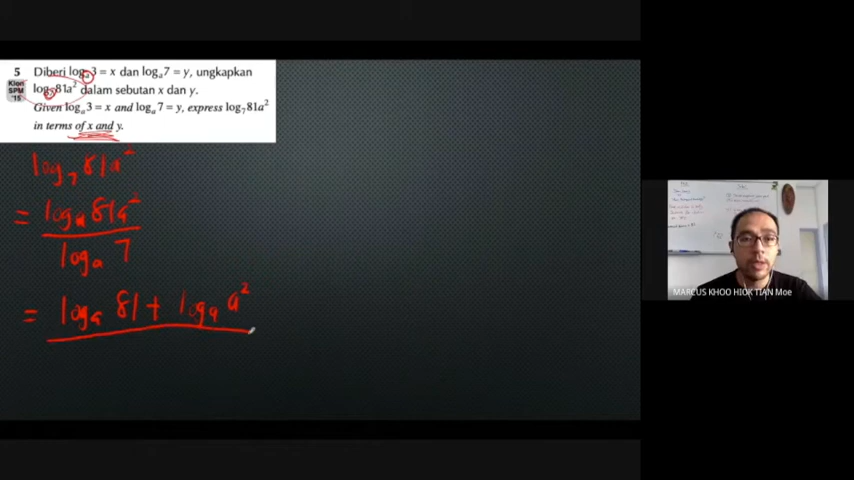 5 Diberi logₐ3 = x dan logₐ7 = y, ungkapkan
Klon
SPM
'15
log₇81a² dalam sebutan x dan y.
Given logₐ3 = x and logₐ7 = y, express log₇81a²
in terms of x and y.
log₇ 81a²
= logₐ 81a²
logₐ 7
= logₐ 81 + logₐ a²
MARCUS KHOO HIOK TIAN Moe